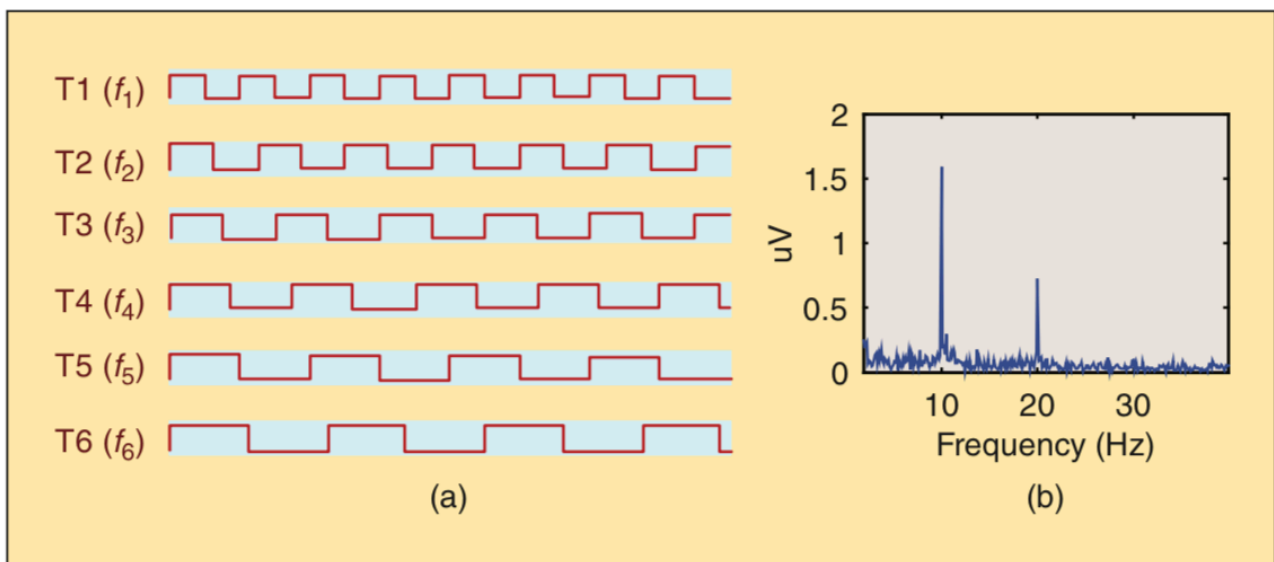 T1 (f1)
T2 (f2)
T3 (f3)
T4 (f4)
T5 (f5)
T6 (f6)
(a)
2
1.5
1
0.5
0
uV
10 20 30
Frequency (Hz)
(b)